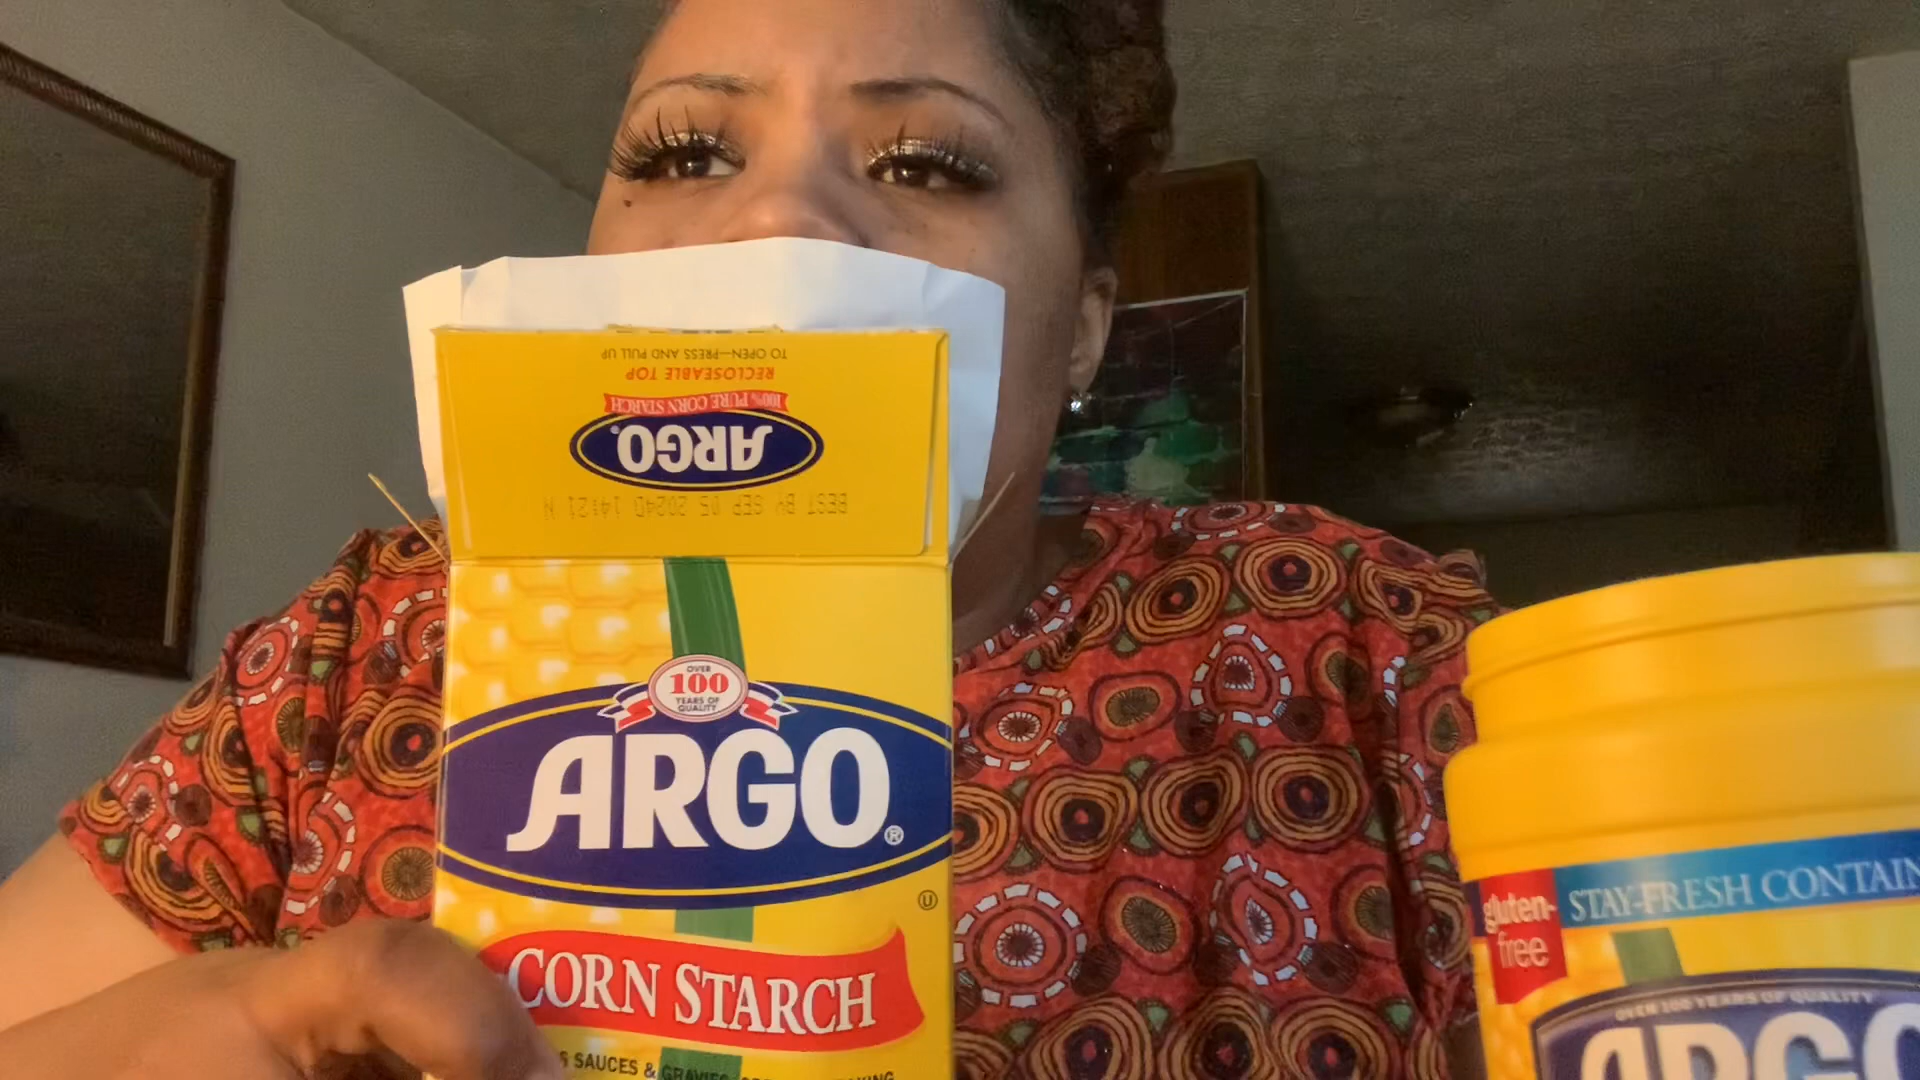 TO OPEN—PRESS AND PULL UP
RECLOSEABLE TOP
100% PURE CORN STARCH
ARGO®
BEST BY SEP 05 2024D 14:21 N
OVER
100
YEARS OF
QUALITY
ARGO®
U
CORN STARCH
SAUCES &
gluten-
free
STAY-FRESH CONTAIN
OVER 100 YEARS OF QUALITY
ARGO